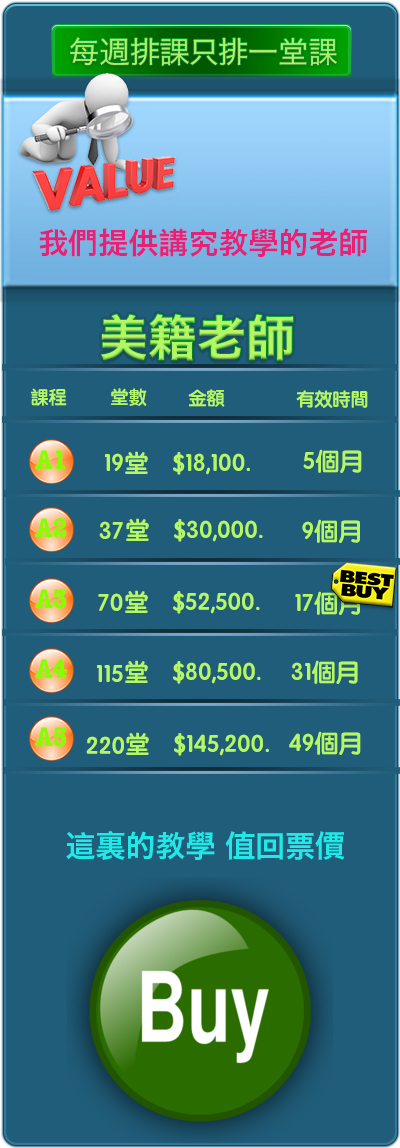 每週排課只排一堂課
VALUE
我們提供講究教學的老師
美籍老師
課程 堂數 金額 有效時間
A1 19堂 $18,100. 5個月
A2 37堂 $30,000. 9個月
A3 70堂 $52,500. 17個月
BEST BUY
A4 115堂 $80,500. 31個月
A5 220堂 $145,200. 49個月
這裏的教學 值回票價
Buy